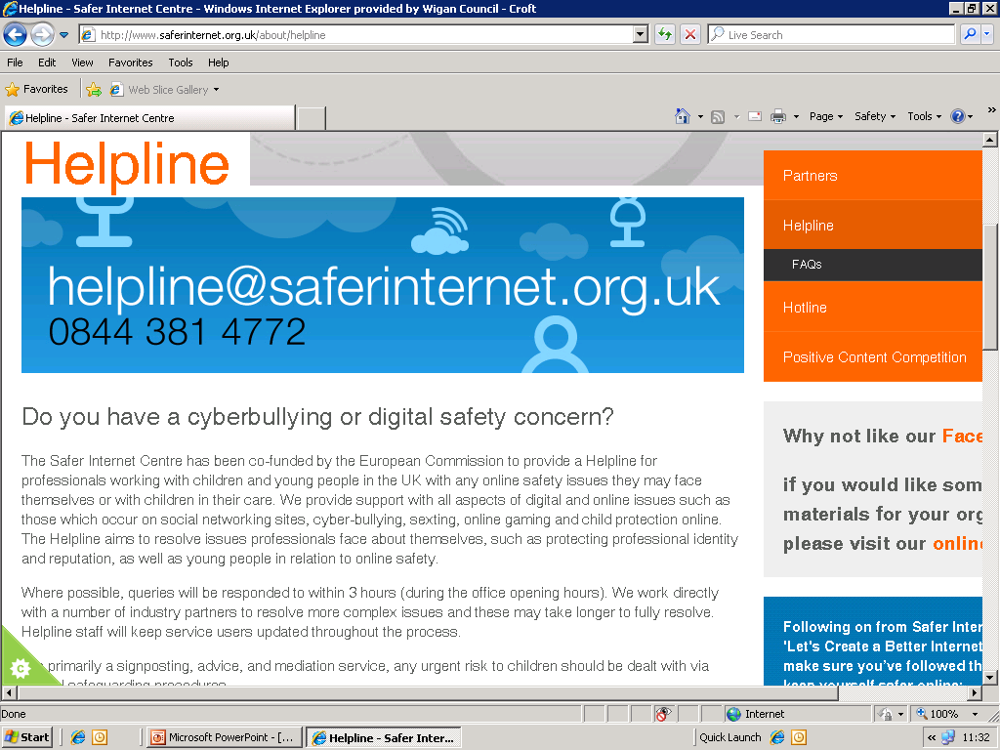 Helpline - Safer Internet Centre - Windows Internet Explorer provided by Wigan Council - Croft
http://www.saferinternet.org.uk/about/helpline
Live Search
File Edit View Favorites Tools Help
Favorites Web Slice Gallery
Helpline - Safer Internet Centre
Page Safety Tools »
Helpline
helpline@saferinternet.org.uk
0844 381 4772
Do you have a cyberbullying or digital safety concern?
The Safer Internet Centre has been co-funded by the European Commission to provide a Helpline for
professionals working with children and young people in the UK with any online safety issues they may face
themselves or with children in their care. We provide support with all aspects of digital and online issues such as
those which occur on social networking sites, cyber-bullying, sexting, online gaming and child protection online.
The Helpline aims to resolve issues professionals face about themselves, such as protecting professional identity
and reputation, as well as young people in relation to online safety.
Where possible, queries will be responded to within 3 hours (during the office opening hours). We work directly
with a number of industry partners to resolve more complex issues and these may take longer to fully resolve.
Helpline staff will keep service users updated throughout the process.
primarily a signposting, advice, and mediation service, any urgent risk to children should be dealt with via
safeguarding procedures.
Partners
Helpline
FAQs
Hotline
Positive Content Competition
Why not like our Face
if you would like som
materials for your org
please visit our online
Following on from Safer Inter
'Let's Create a Better Internet
make sure you've followed th
keep yourself safer online:
Done Internet 100%
Start Microsoft PowerPoint - [... Helpline - Safer Inter... Quick Launch « 11:32